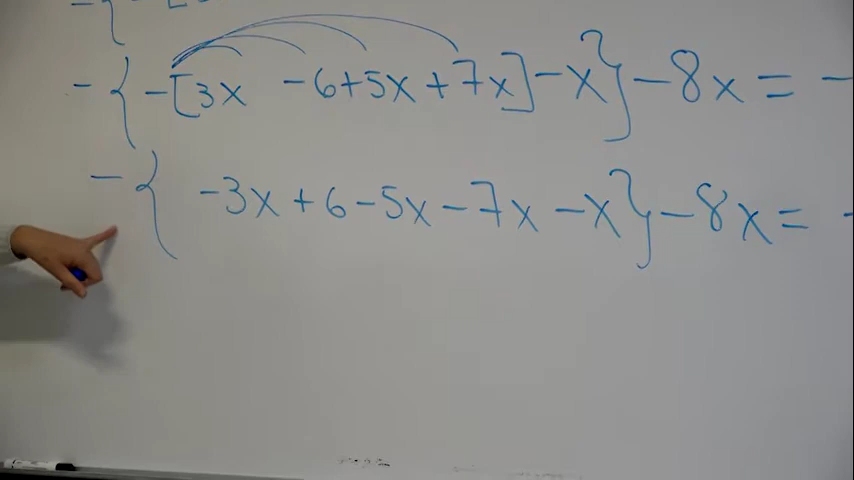 -{
-{-[3x -6+5x+7x]-x}-8x= -
-{ -3x+6-5x-7x-x}-8x= -